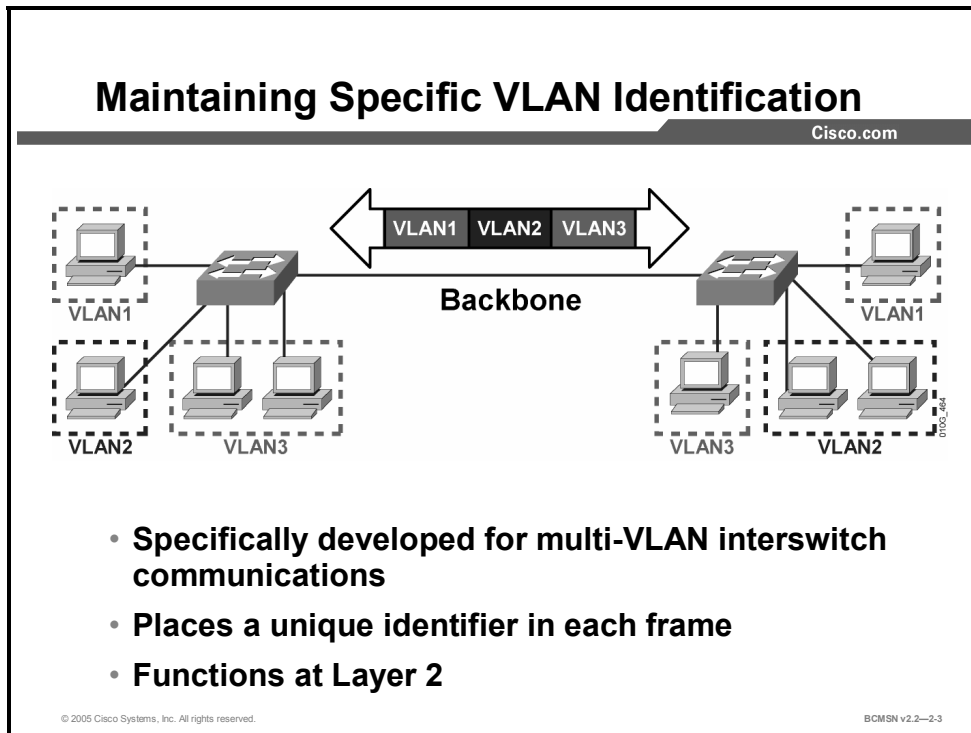 Maintaining Specific VLAN Identification
Cisco.com
VLAN1 VLAN2 VLAN3
Backbone
VLAN1
VLAN1
VLAN2
VLAN3
VLAN3
VLAN2
010G_464
• Specifically developed for multi-VLAN interswitch
communications
• Places a unique identifier in each frame
• Functions at Layer 2
© 2005 Cisco Systems, Inc. All rights reserved.
BCMSN v2.2—2-3